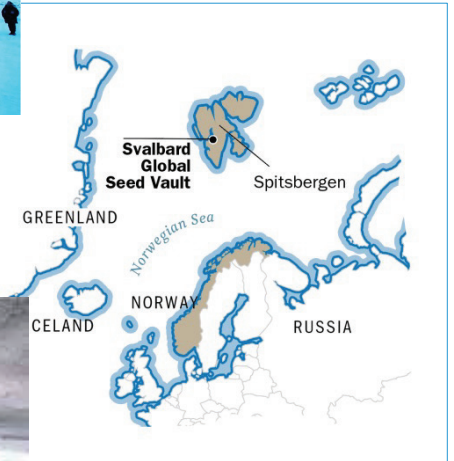 Svalbard
Global
Seed Vault
Spitsbergen
GREENLAND
Norwegian Sea
NORWAY
CELAND
RUSSIA